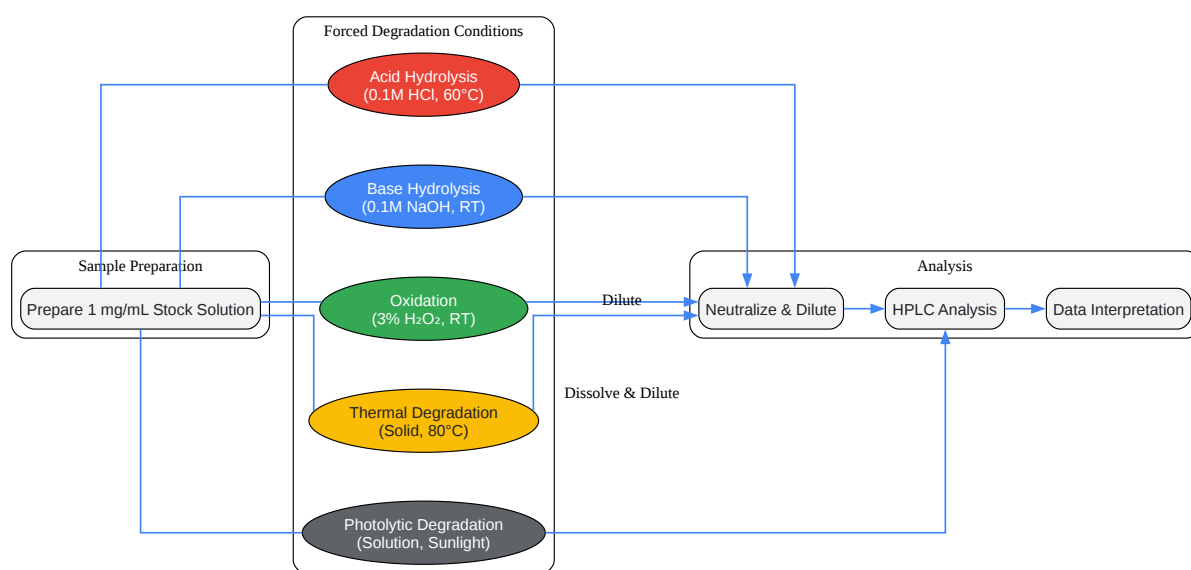 Forced Degradation Conditions
Acid Hydrolysis
(0.1M HCl, 60°C)
Base Hydrolysis
(0.1M NaOH, RT)
Sample Preparation
Analysis
Prepare 1 mg/mL Stock Solution
Oxidation
(3% H₂O₂, RT)
Dilute
Neutralize & Dilute
HPLC Analysis
Data Interpretation
Dissolve & Dilute
Thermal Degradation
(Solid, 80°C)
Photolytic Degradation
(Solution, Sunlight)